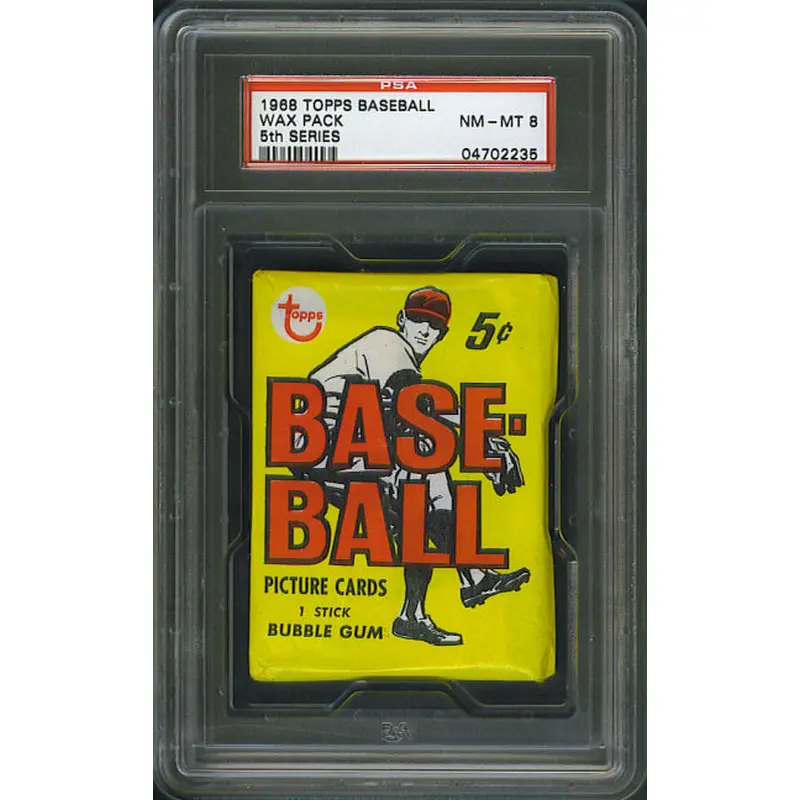 PSA
1968 TOPPS BASEBALL
WAX PACK
NM-MT 8
5th SERIES
04702235
Topps
5¢
BASE-
BALL
PICTURE CARDS
1 STICK
BUBBLE GUM
PSA